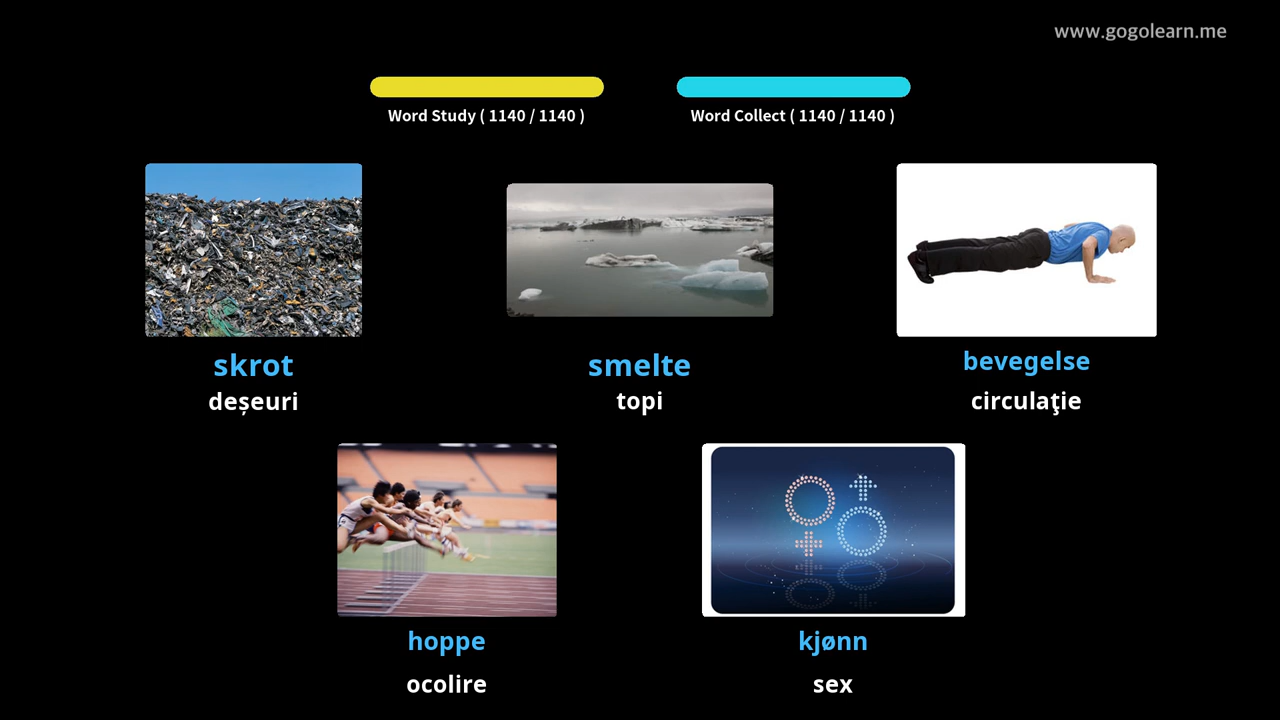 www.gogolearn.me
Word Study ( 1140 / 1140 )
Word Collect ( 1140 / 1140 )
skrot
deșeuri
smelte
topi
bevegelse
circulaţie
hoppe
ocolire
kjønn
sex